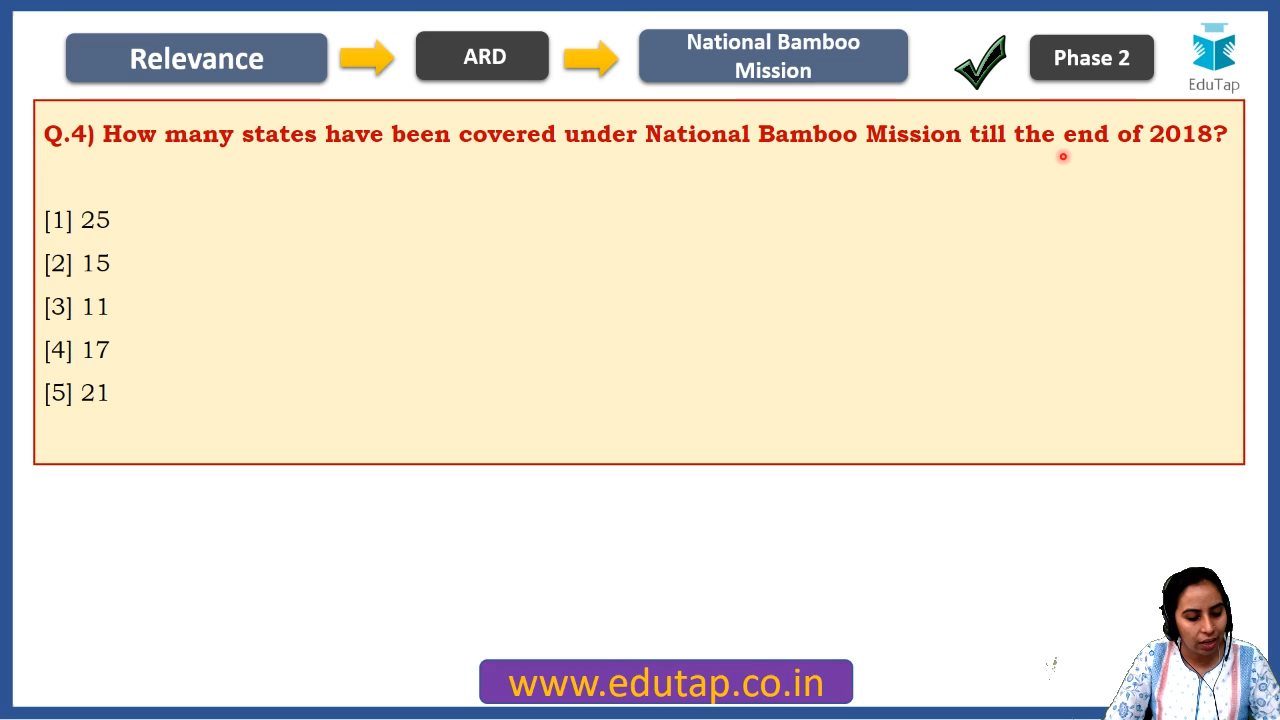 Relevance
ARD
National Bamboo
Mission
Phase 2
EduTap
Q.4) How many states have been covered under National Bamboo Mission till the end of 2018?
[1] 25
[2] 15
[3] 11
[4] 17
[5] 21
www.edutap.co.in